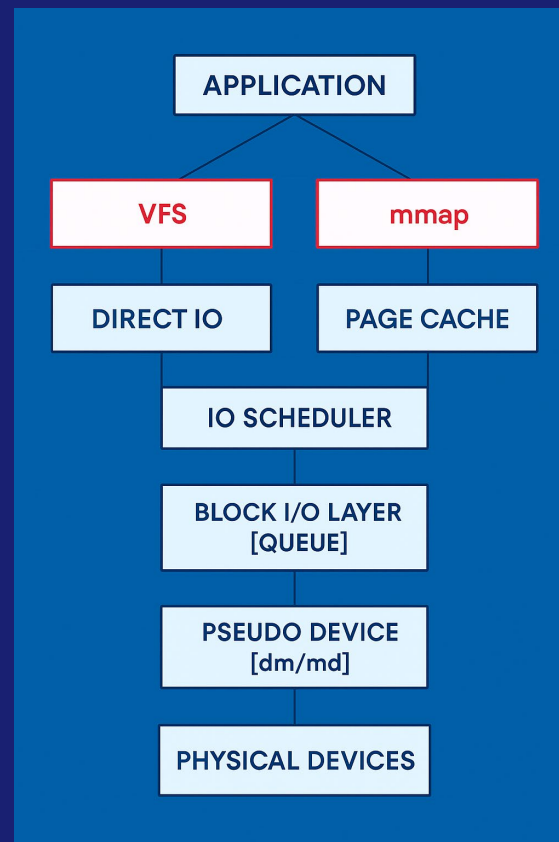 APPLICATION
VFS
mmap
DIRECT IO
PAGE CACHE
IO SCHEDULER
BLOCK I/O LAYER
[QUEUE]
PSEUDO DEVICE
[dm/md]
PHYSICAL DEVICES